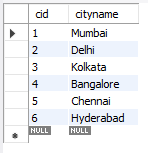 cid cityname
1 Mumbai
2 Delhi
3 Kolkata
4 Bangalore
5 Chennai
6 Hyderabad
NULL NULL